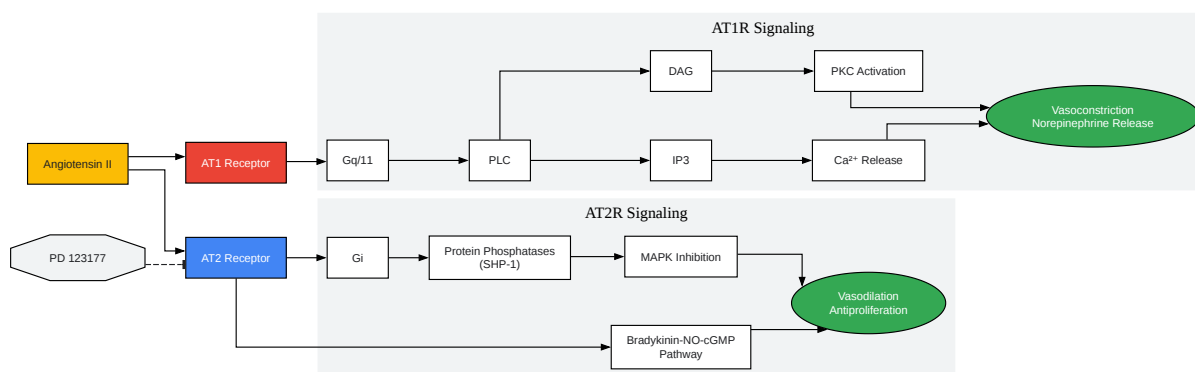 AT1R Signaling
DAG
PKC Activation
Vasoconstriction
Norepinephrine Release
Angiotensin II
AT1 Receptor
Gq/11
PLC
IP3
Ca²⁺ Release
AT2R Signaling
PD 123177
AT2 Receptor
Gi
Protein Phosphatases
(SHP-1)
MAPK Inhibition
Vasodilation
Antiproliferation
Bradykinin-NO-cGMP
Pathway